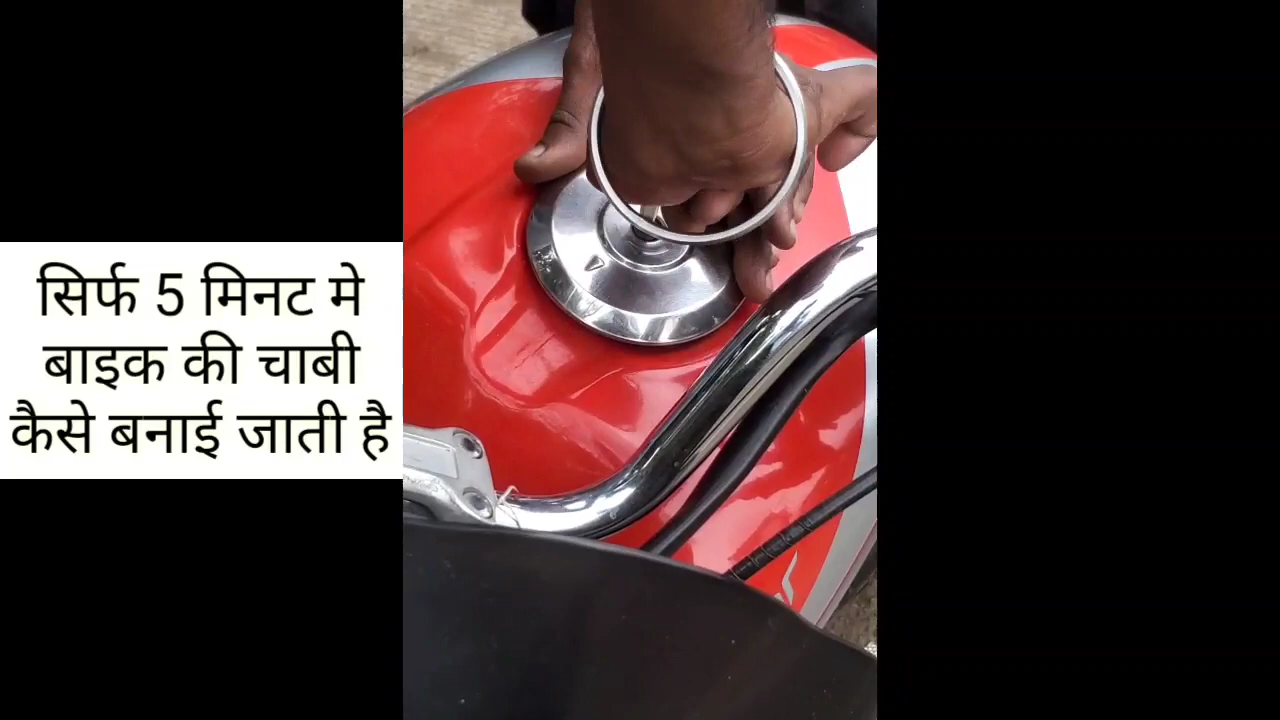 सिर्फ 5 मिनट मे
बाइक की चाबी
कैसे बनाई जाती है